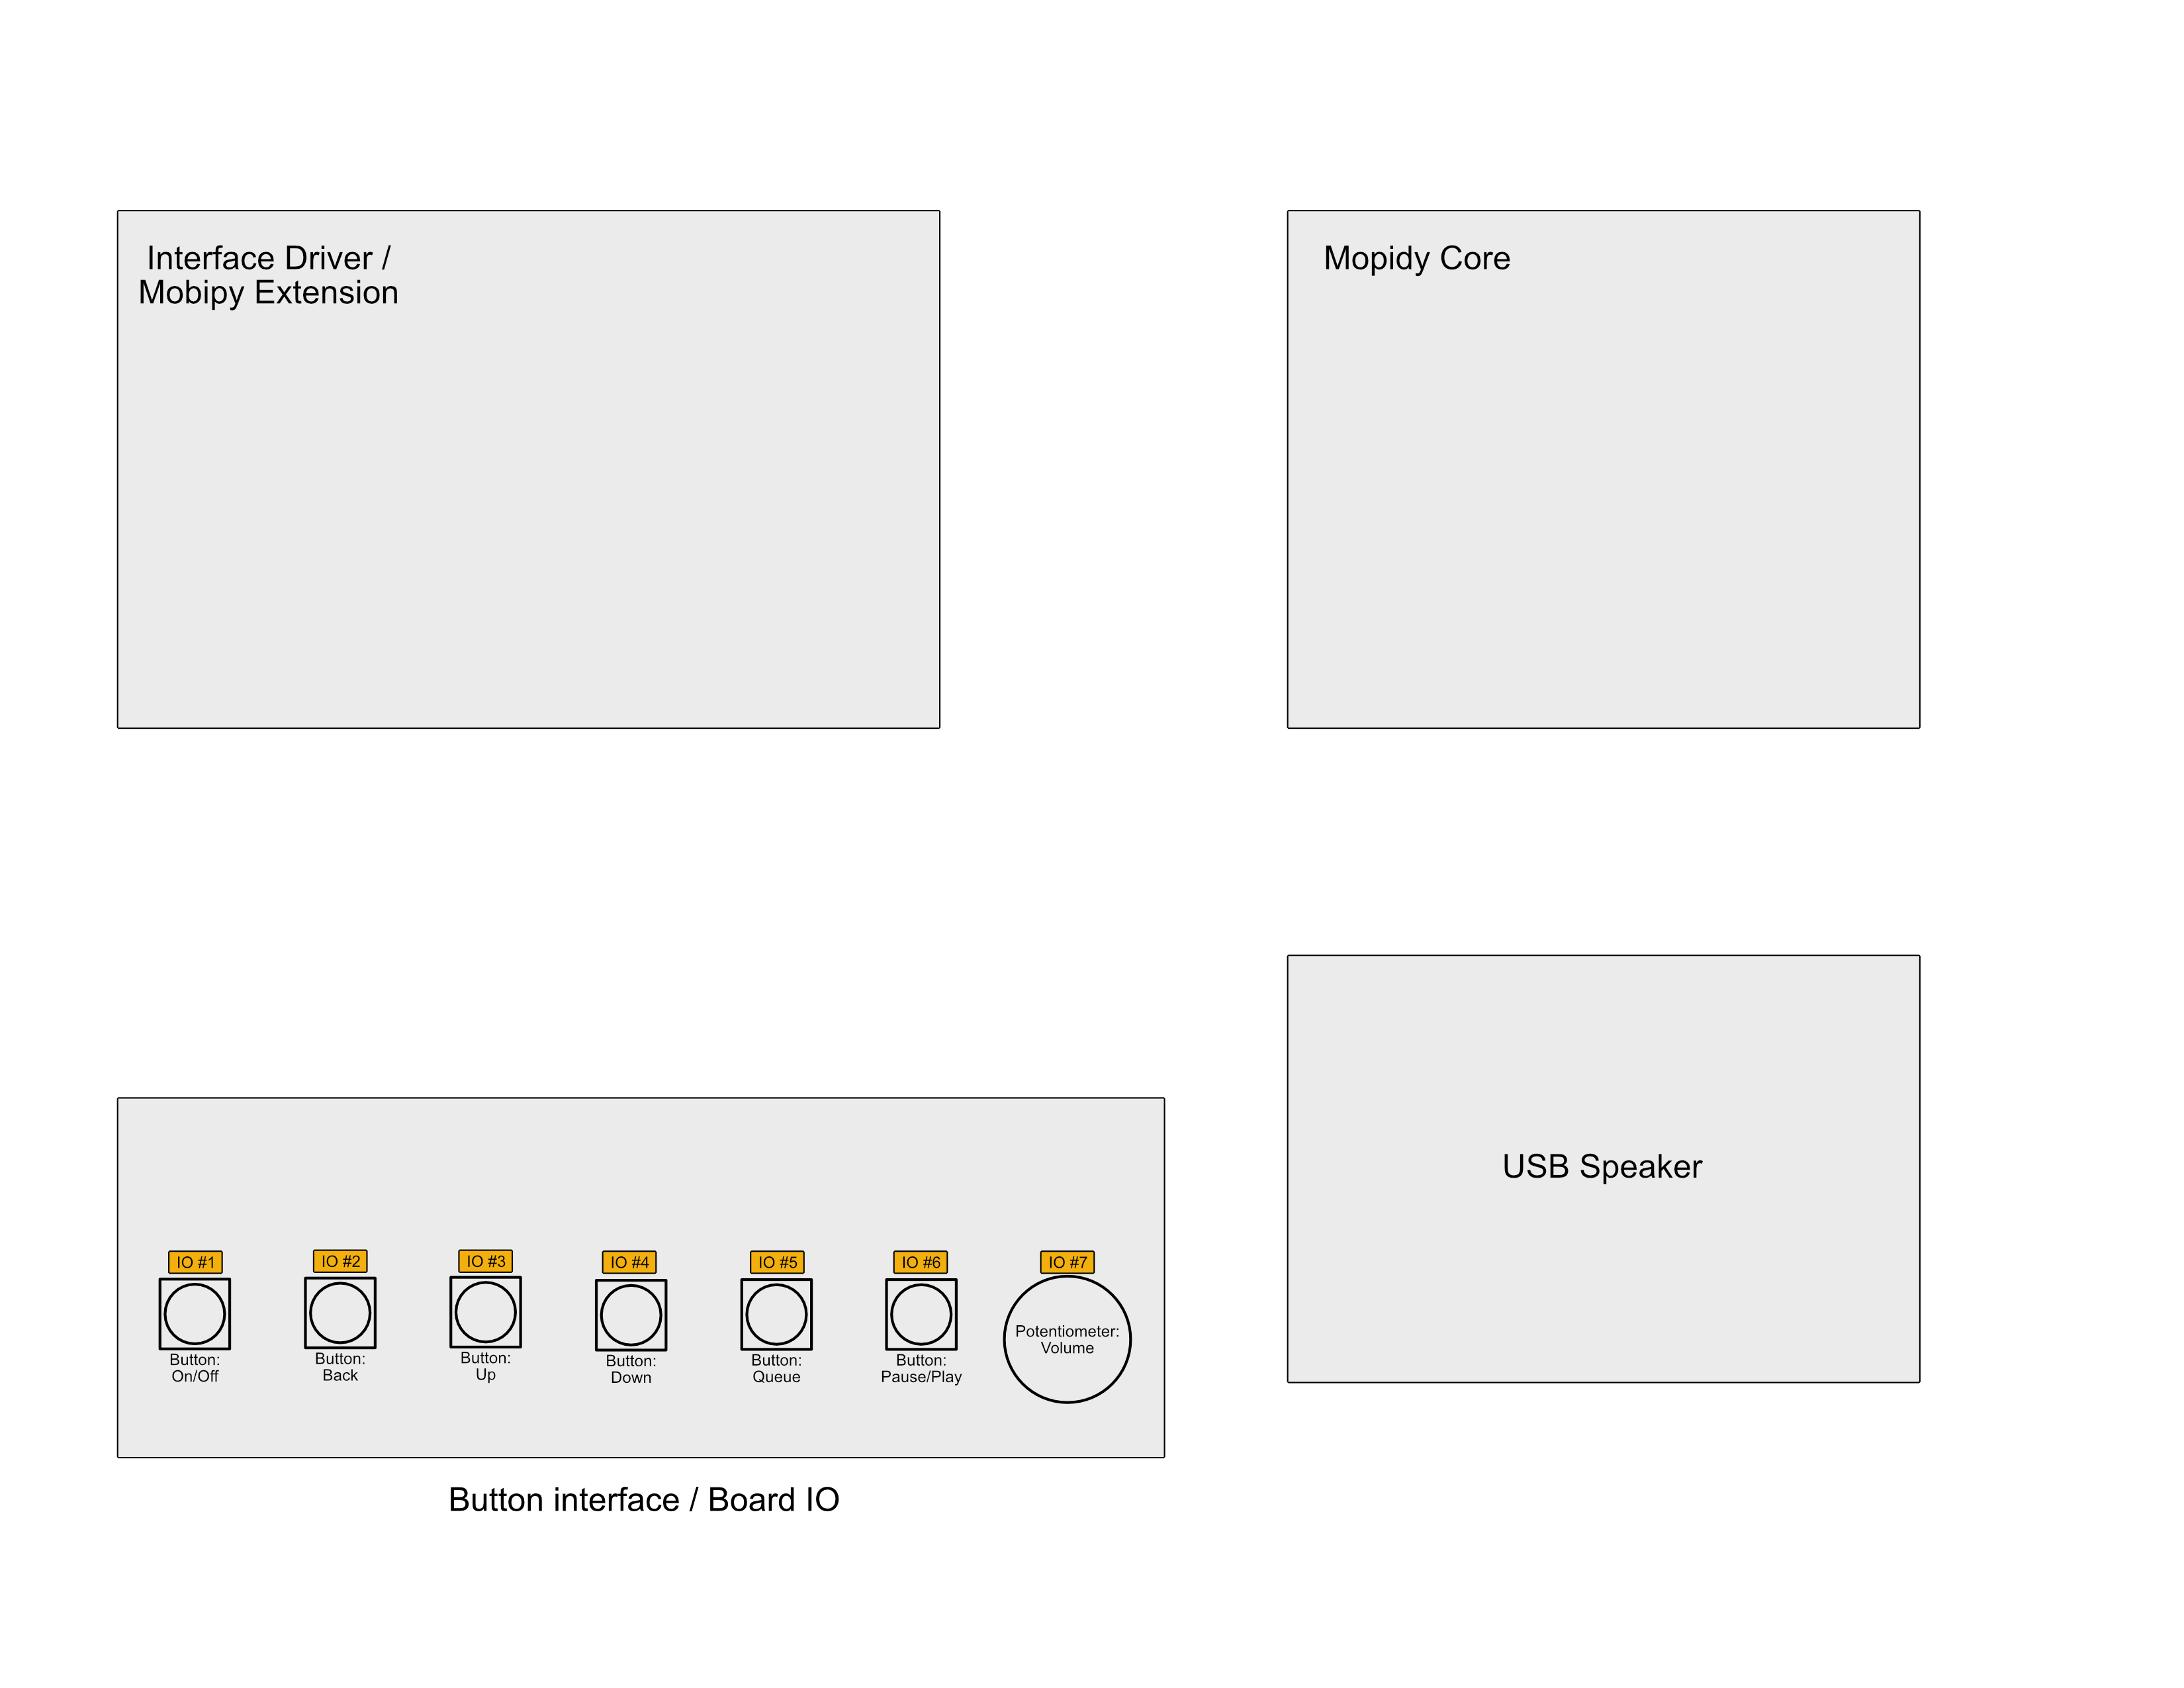 Interface Driver /
Mobipy Extension
Mopidy Core
USB Speaker
IO #1
IO #2
IO #3
IO #4
IO #5
IO #6
IO #7
Button:
On/Off
Button:
Back
Button:
Up
Button:
Down
Button:
Queue
Button:
Pause/Play
Potentiometer:
Volume
Button interface / Board IO